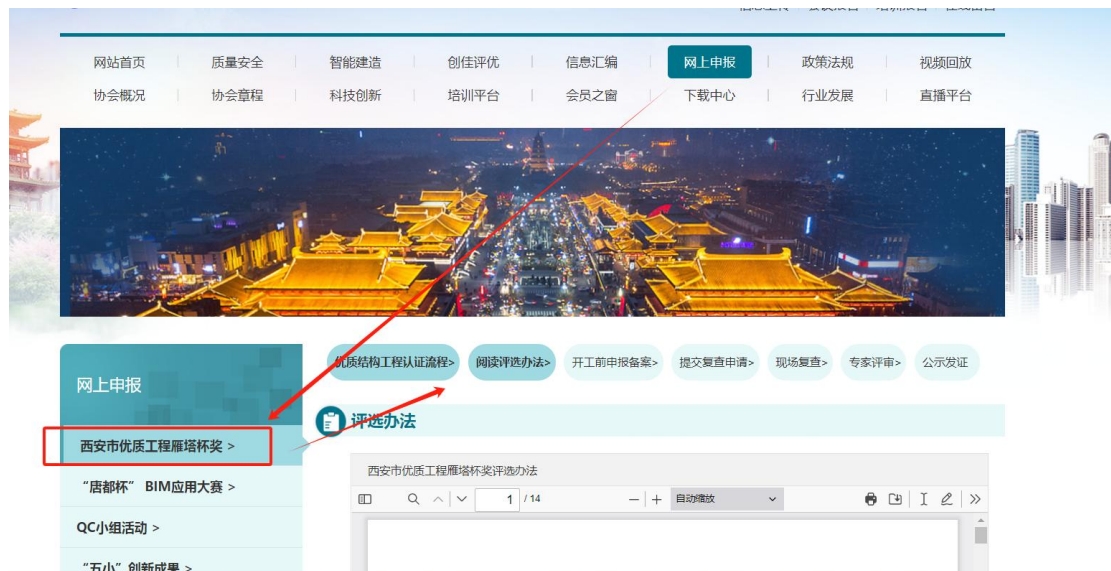 网站首页 质量安全 智能建造 创佳评优 信息汇编 网上申报 政策法规 视频回放
协会概况 协会章程 科技创新 培训平台 会员之窗 下载中心 行业发展 直播平台
优质结构工程认证流程> 阅读评选办法> 开工前申报备案> 提交复查申请> 现场复查> 专家评审> 公示发证
网上申报
评选办法
西安市优质工程雁塔杯奖 >
西安市优质工程雁塔杯奖评选办法
“唐都杯” BIM应用大赛 >
1 / 14 自动缩放
QC小组活动 >
“五小” 创新成果 >